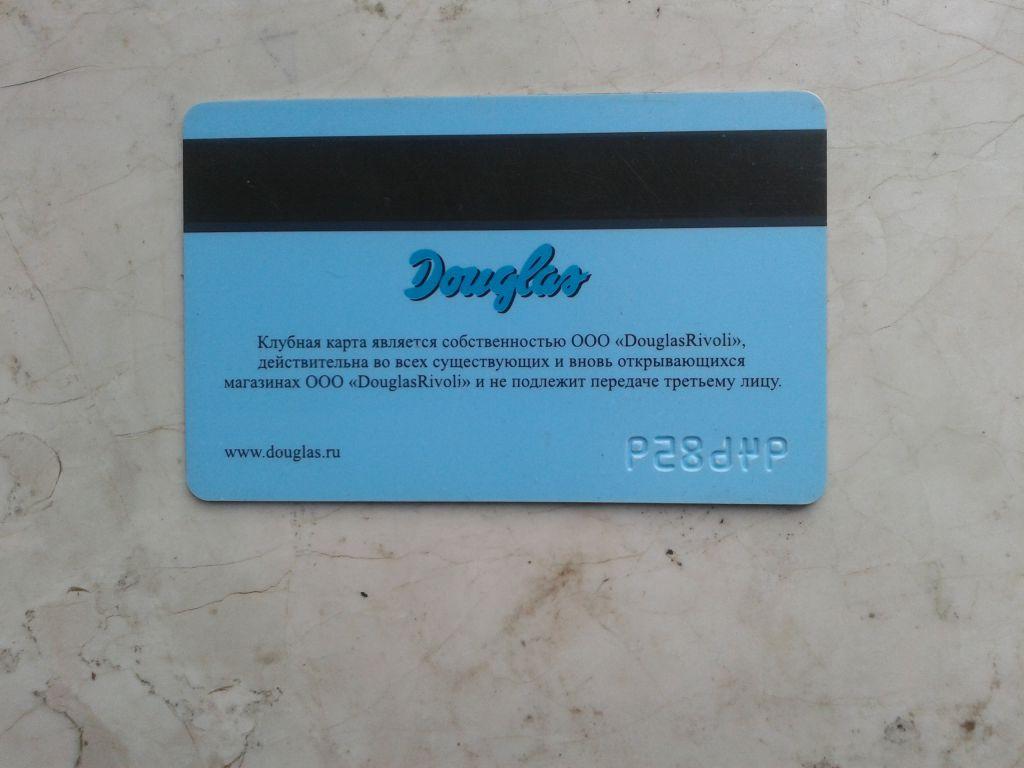 Douglas
Клубная карта является собственностью ООО «DouglasRivoli»,
действительна во всех существующих и вновь открывающихся
магазинах ООО «DouglasRivoli» и не подлежит передаче третьему лицу.
www.douglas.ru